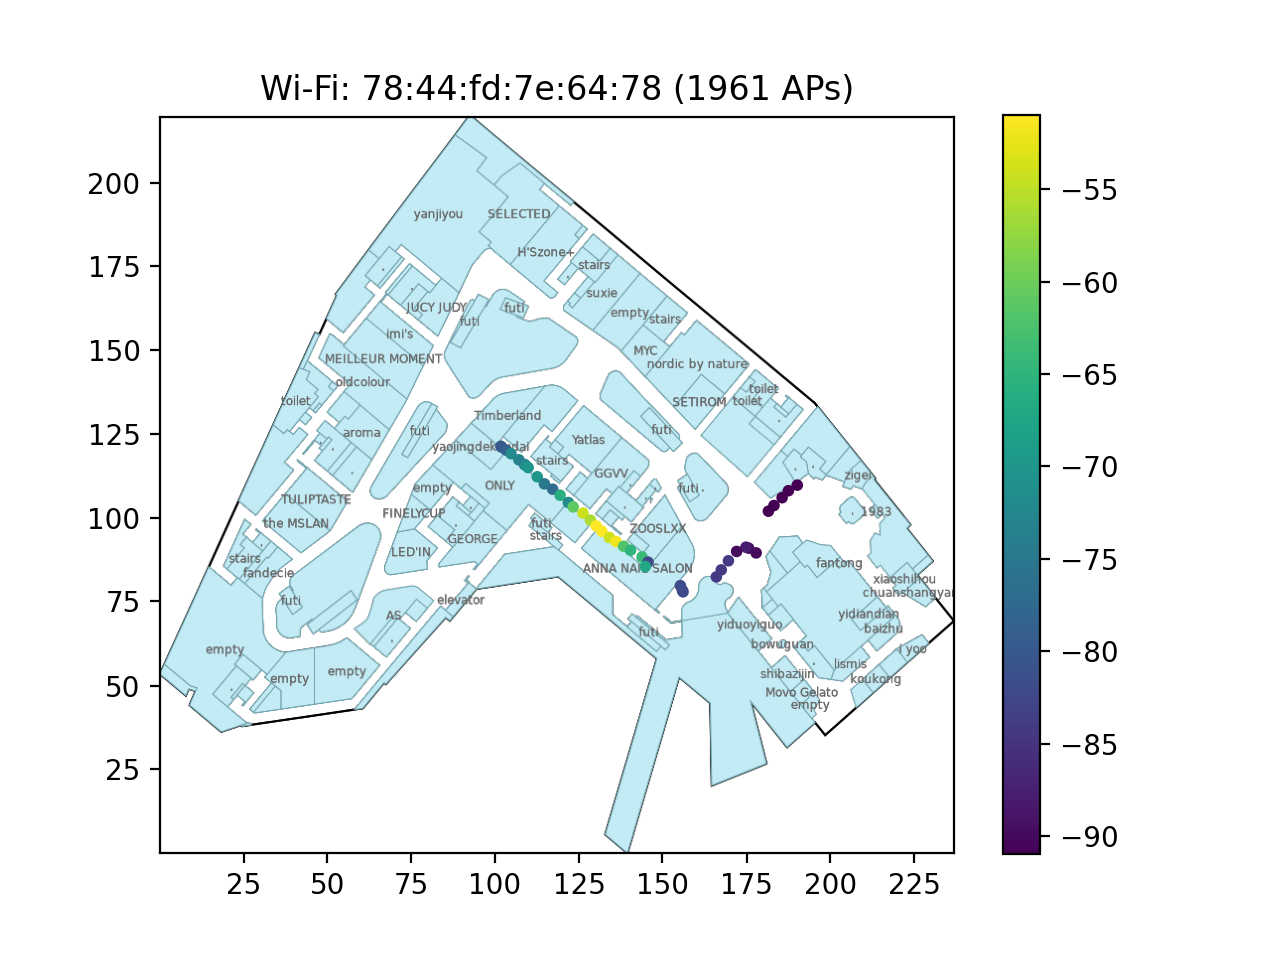 Wi-Fi: 78:44:fd:7e:64:78 (1961 APs)
200
175
150
125
100
75
50
25
25 50 75 100 125 150 175 200 225
−55
−60
−65
−70
−75
−80
−85
−90
yanjiyou
SELECTED
H'Szone+
stairs
suxie
JUCY JUDY
futi
futi
empty
stairs
imi's
MYC
MEILLEUR MOMENT
nordic by nature
oldcolour
toilet
toilet
SETIROM
toilet
Timberland
aroma
futi
futi
Yatlas
stairs
GGVV
zigei
empty
ONLY
futi
TULIPTASTE
FINELYCUP
1983
the MSLAN
futi
stairs
ZOOSLXX
LED'IN
GEORGE
stairs
fandecie
ANNA
SALON
fantong
xiaoshihou
chuanshangyan
futi
elevator
AS
yiduoyiguo
yidiandian
baizhu
futi
bowuguan
empty
empty
empty
shibazijin
lismis
koukong
Movo Gelato
empty